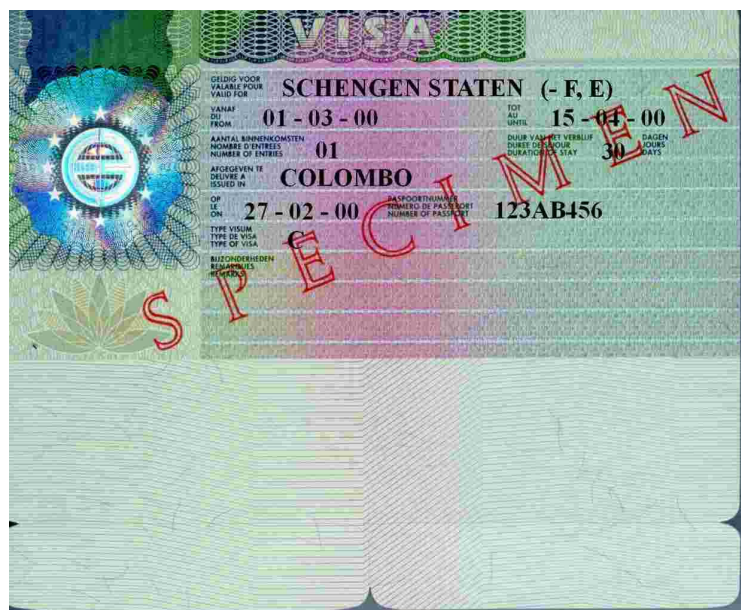 VISA
GELDIG VOOR
VALABLE POUR
VALID FOR
SCHENGEN STATEN (- F, E)
VANAF
DU
FROM
01 - 03 - 00
TOT
AU
UNTIL
15 - 04 - 00
AANTAL BINNENKOMSTEN
NOMBRE D'ENTREES
NUMBER OF ENTRIES
01
DUUR VAN HET VERBLIJF
DUREE DE SEJOUR
DURATION OF STAY
30
DAGEN
JOURS
DAYS
AFGEGEVEN TE
DELIVRE A
ISSUED IN
COLOMBO
OP
LE
ON
27 - 02 - 00
PASPOORTNUMMER
NUMERO DE PASSEPORT
NUMBER OF PASSPORT
123AB456
TYPE VISUM
TYPE DE VISA
TYPE OF VISA
C
BIJZONDERHEDEN
REMARQUES
REMARKS
SPECIMEN